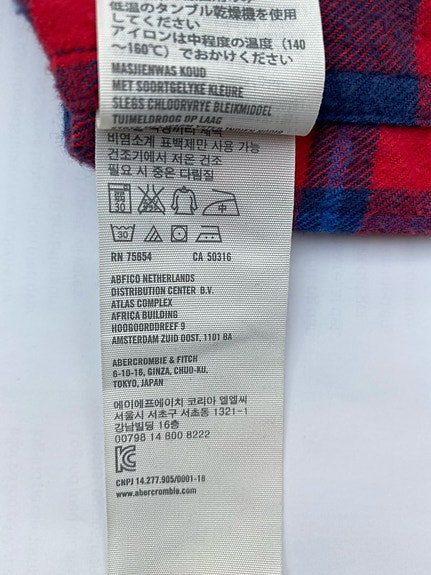 低温のタンブル乾燥機を使用
してください
アイロンは中程度の温度（140
～160℃）でおかけください
MASJIENWAS KOUD
MET SOORTGELYKE KLEURE
SLEGS CHLOORVRYE BLEIKMIDDEL
TUIMELDROOG OP LAAG
비염소계 표백제만 사용 가능
건조기에서 저온 건조
필요 시 중온 다림질
30 中
30
RN 75654 CA 50316
ABFICO NETHERLANDS
DISTRIBUTION CENTER B.V.
ATLAS COMPLEX
AFRICA BUILDING
HOOGOORDDREEF 9
AMSTERDAM ZUID OOST, 1101 BA
ABERCROMBIE & FITCH
6-10-16, GINZA, CHUO-KU,
TOKYO, JAPAN
에이에프에이치 코리아 엘엘씨
서울시 서초구 서초동 1321-1
강남빌딩 16층
00798 14 800 8222
CNPJ 14.277.905/0001-16
www.abercrombie.com